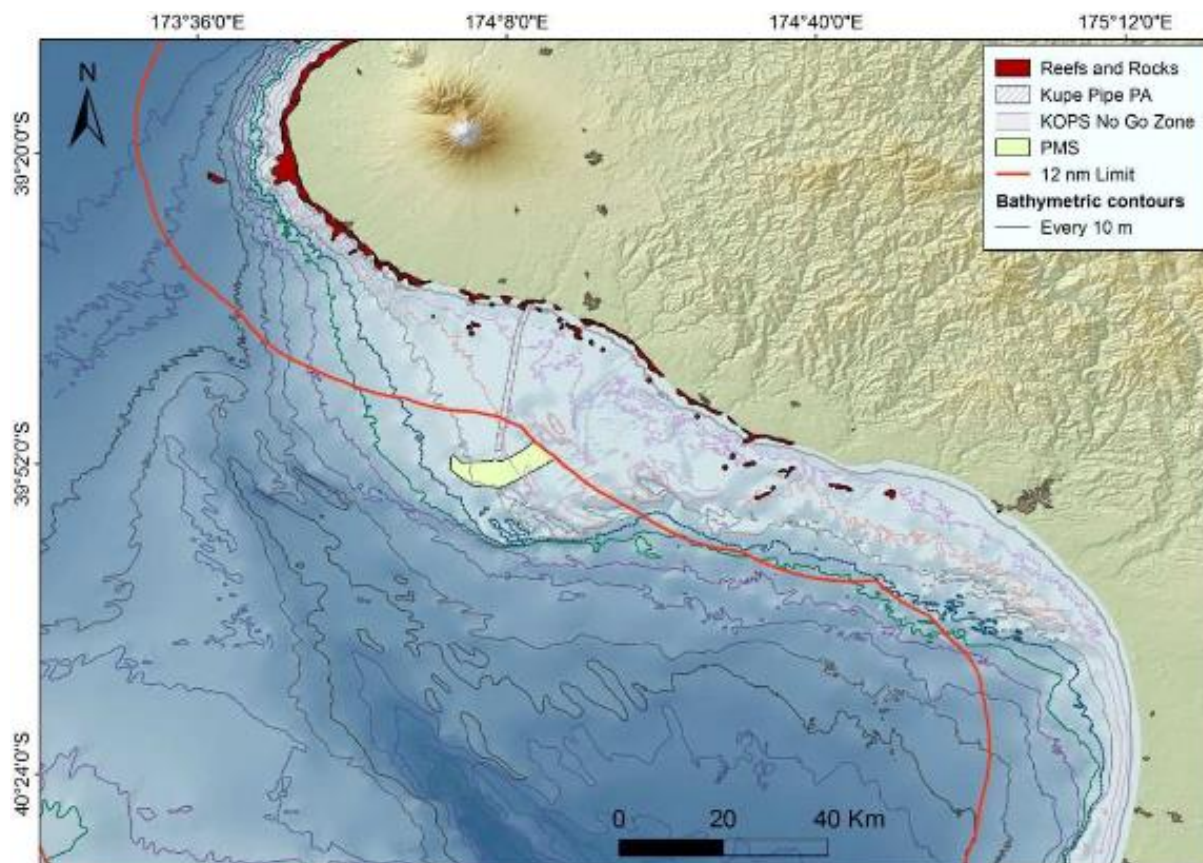 173°36'0"E 174°8'0"E 174°40'0"E 175°12'0"E
N
Reefs and Rocks
Kupe Pipe PA
KOPS No Go Zone
PMS
12 nm Limit
Bathymetric contours
Every 10 m
39°20'0"S
39°52'0"S
40°24'0"S
0 20 40 Km